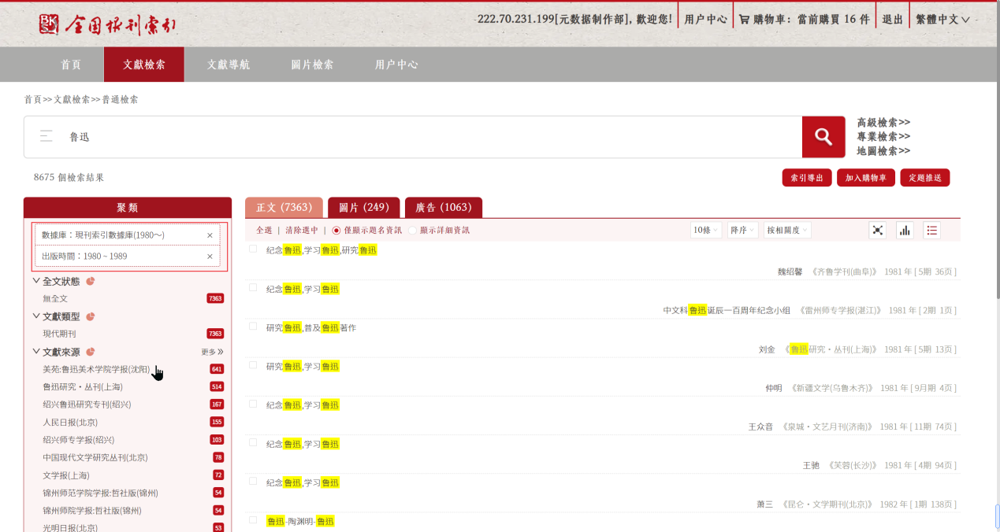 BKS 全国报刊索引
222.70.231.199[元数据制作部], 歡迎您! 用户中心 購物車: 當前購買 16 件 退出 繁體中文
首頁 文獻檢索 文獻導航 圖片檢索 用户中心
首頁>>文獻檢索>>普通檢索
鲁迅
高級檢索>>
專業檢索>>
地圖檢索>>
8675 個檢索結果
索引導出 加入購物車 定題推送
聚類
數據庫：現刊索引數據庫(1980～) ×
出版時間：1980 ~ 1989 ×
全文狀態
無全文 7363
文獻類型
現代期刊 7363
文獻來源 更多
美苑:鲁迅美术学院学报(沈阳) 641
鲁迅研究・丛刊(上海) 514
绍兴鲁迅研究专刊(绍兴) 167
人民日报(北京) 155
绍兴师专学报(绍兴) 103
中国现代文学研究丛刊(北京) 78
文学报(上海) 72
锦州师范学院学报:哲社版(锦州) 54
锦州师院学报:哲社版(锦州) 54
光明日报(北京) 53
正文 (7363) 圖片 (249) 廣告 (1063)
全選 | 清除選中 | 僅顯示題名資訊 顯示詳細資訊 10條 降序 按相關度
纪念鲁迅,学习鲁迅,研究鲁迅
魏绍馨 《齐鲁学刊(曲阜)》 1981 年 [ 5期 36页 ]
纪念鲁迅,学习鲁迅
中文科鲁迅诞辰一百周年纪念小组 《雷州师专学报(湛江)》 1981 年 [ 2期 1页 ]
研究鲁迅,普及鲁迅著作
刘金 《鲁迅研究・丛刊(上海)》 1981 年 [ 5期 13页 ]
研究鲁迅,学习鲁迅
仲明 《新疆文学(乌鲁木齐)》 1981 年 [ 9月期 4页 ]
纪念鲁迅,学习鲁迅
王众音 《泉城・文艺月刊(济南)》 1981 年 [ 11期 74页 ]
纪念鲁迅,学习鲁迅
王驰 《芙蓉(长沙)》 1981 年 [ 4期 94页 ]
纪念鲁迅,学习鲁迅
萧三 《昆仑・文学期刊(北京)》 1982 年 [ 1期 138页 ]
鲁迅-陶渊明-鲁迅